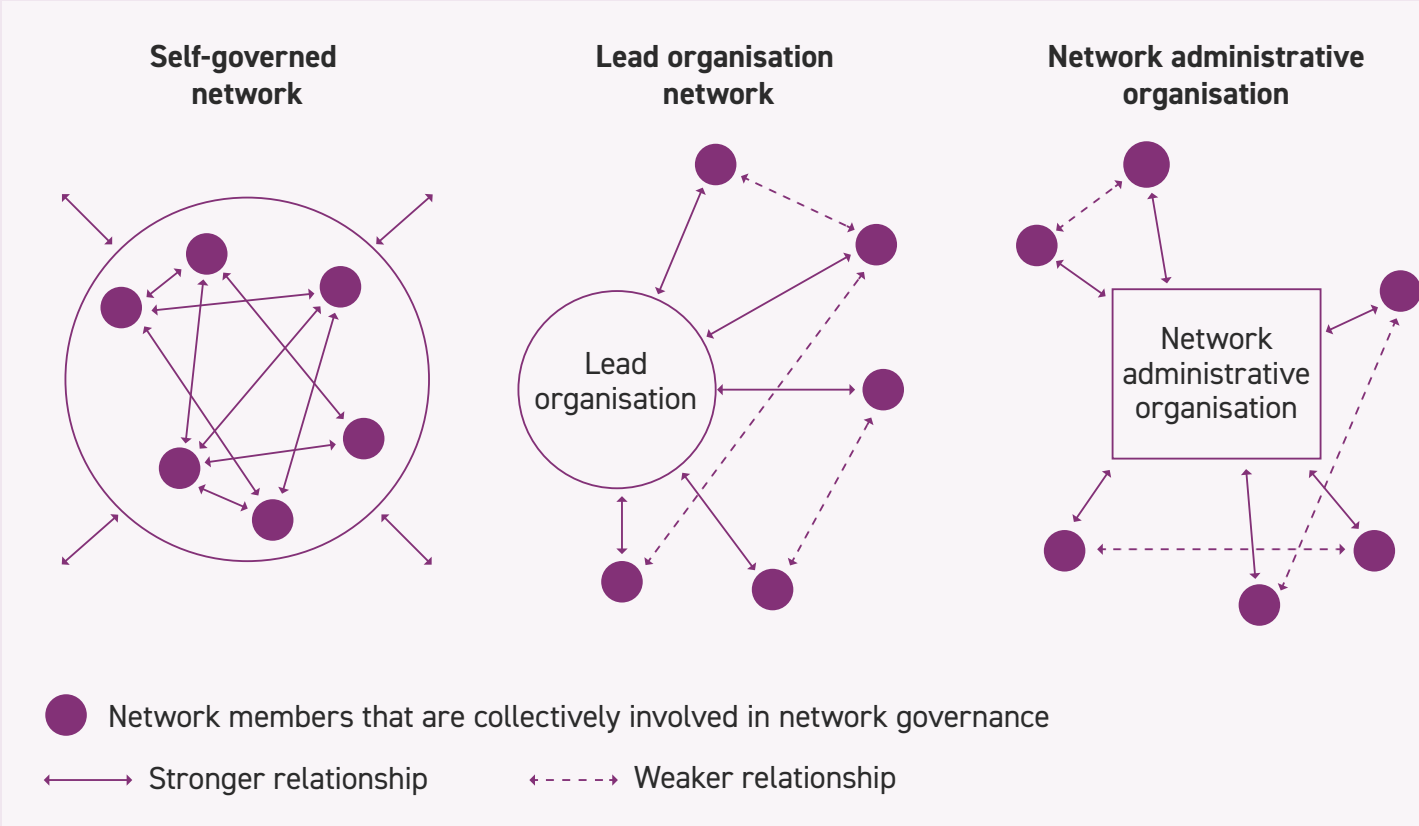 Self-governed
network
Lead organisation
network
Network administrative
organisation
Lead
organisation
Network
administrative
organisation
Network members that are collectively involved in network governance
Stronger relationship
Weaker relationship